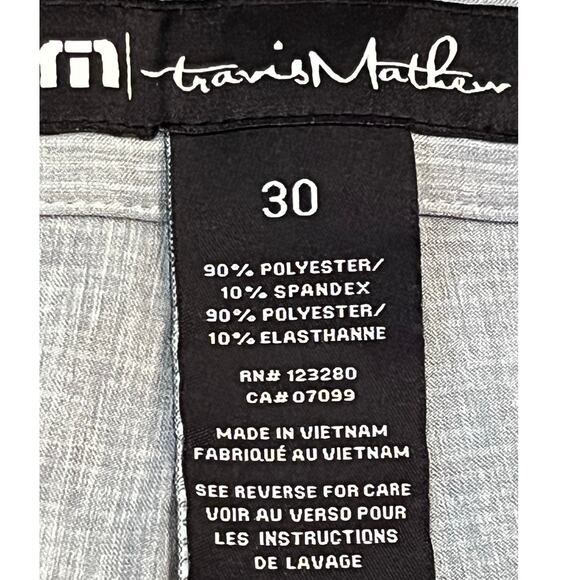 travisMathew
30
90% POLYESTER/
10% SPANDEX
90% POLYESTER/
10% ELASTHANNE
RN# 123280
CA# 07099
MADE IN VIETNAM
FABRIQUÉ AU VIETNAM
SEE REVERSE FOR CARE
VOIR AU VERSO POUR
LES INSTRUCTIONS
DE LAVAGE